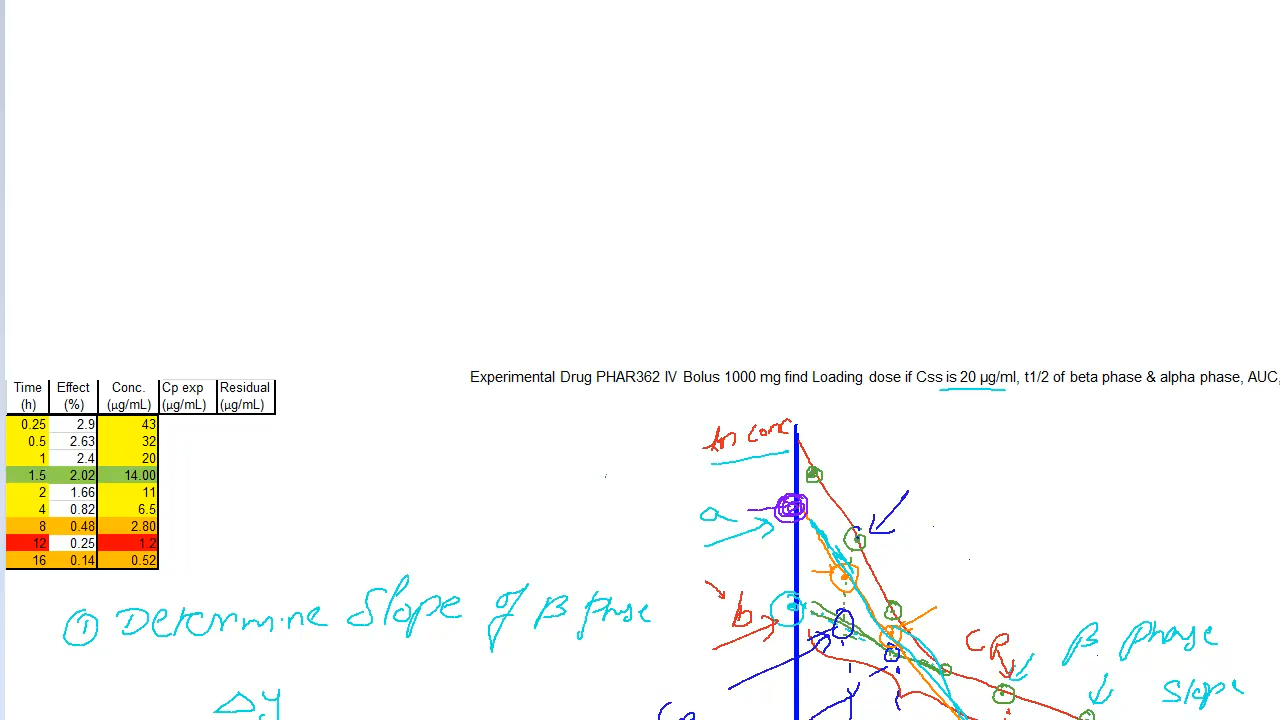 Experimental Drug PHAR362 IV Bolus 1000 mg find Loading dose if Css is 20 µg/ml, t1/2 of beta phase & alpha phase, AUC,
Time (h) Effect (%) Conc. (µg/mL) Cp exp (µg/mL) Residual (µg/mL)
0.25 2.9 43
0.5 2.63 32
1 2.4 20
1.5 2.02 14.00
2 1.66 11
4 0.82 6.5
8 0.48 2.80
12 0.25 1.2
16 0.14 0.52
ln conc
a
b
① Determine Slope of β phase
CR
β phase
Slope
Δy
Cp